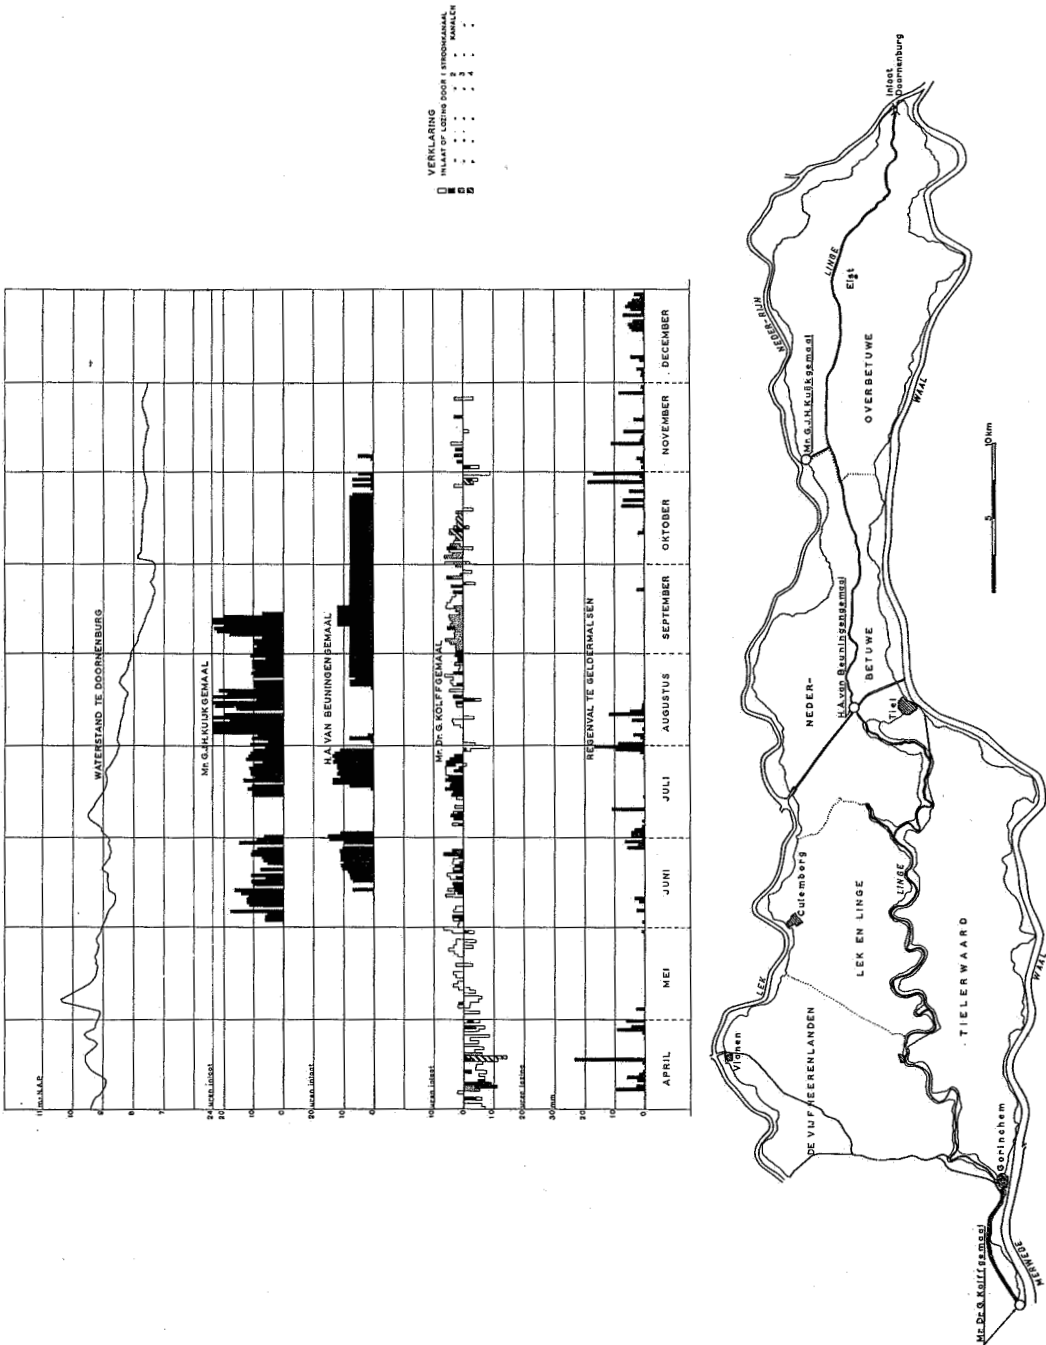 VERKLARING
INLAAT OF LOZING DOOR 1 STROOMKANAAL
" " " " 2 " KANALEN
" " " " 3 " "
" " " " 4 " "
11 m+N.A.P.
10
9
8
7
WATERSTAND TE DOORNENBURG
24 uren inlaat
20
10
0
Mr. G.J.H. KUIJKGEMAAL
20 uren inlaat
10
0
H.A. VAN BEUNINGENGEMAAL
10 uren inlaat
0
10
20 uren lozing
Mr. Dr. G. KOLFFGEMAAL
30 mm
20
10
0
REGENVAL TE GELDERMALSEN
APRIL
MEI
JUNI
JULI
AUGUSTUS
SEPTEMBER
OKTOBER
NOVEMBER
DECEMBER
Inlaat
Doornenburg
NEDER-RIJN
LINGE
Elst
Mr. G.J.H. Kuijkgemaal
OVERBETUWE
WAAL
5
10km
H.A. van Beuningengemaal
NEDER-
BETUWE
Tiel
Culemborg
LEK
LEK EN LINGE
LINGE
TIELERWAARD
WAAL
Vianen
DE VIJFHEERENLANDEN
Gorinchem
Mr. Dr. G. Kolffgemaal
MERWEDE